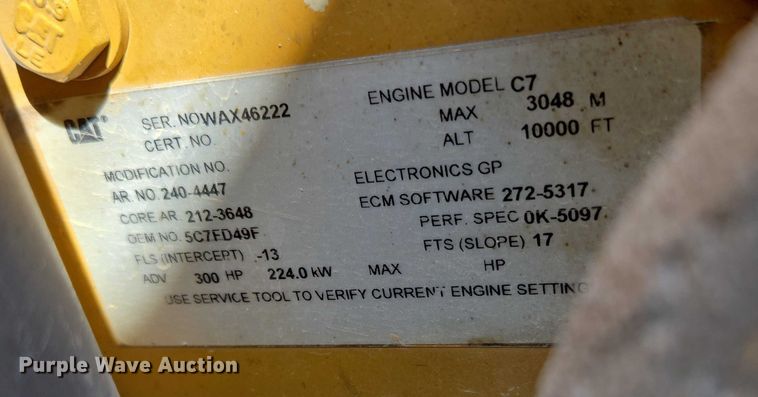 CAT
SER. NO WAX46222
CERT. NO.
MODIFICATION NO.
AR. NO. 240-4447
CORE AR. 212-3648
OEM NO. 5C7ED49F
FLS (INTERCEPT) -13
ADV 300 HP 224.0 kW MAX HP
USE SERVICE TOOL TO VERIFY CURRENT ENGINE SETTING
ENGINE MODEL C7
MAX 3048 M
ALT 10000 FT
ELECTRONICS GP
ECM SOFTWARE 272-5317
PERF. SPEC 0K-5097
FTS (SLOPE) 17
Purple Wave Auction